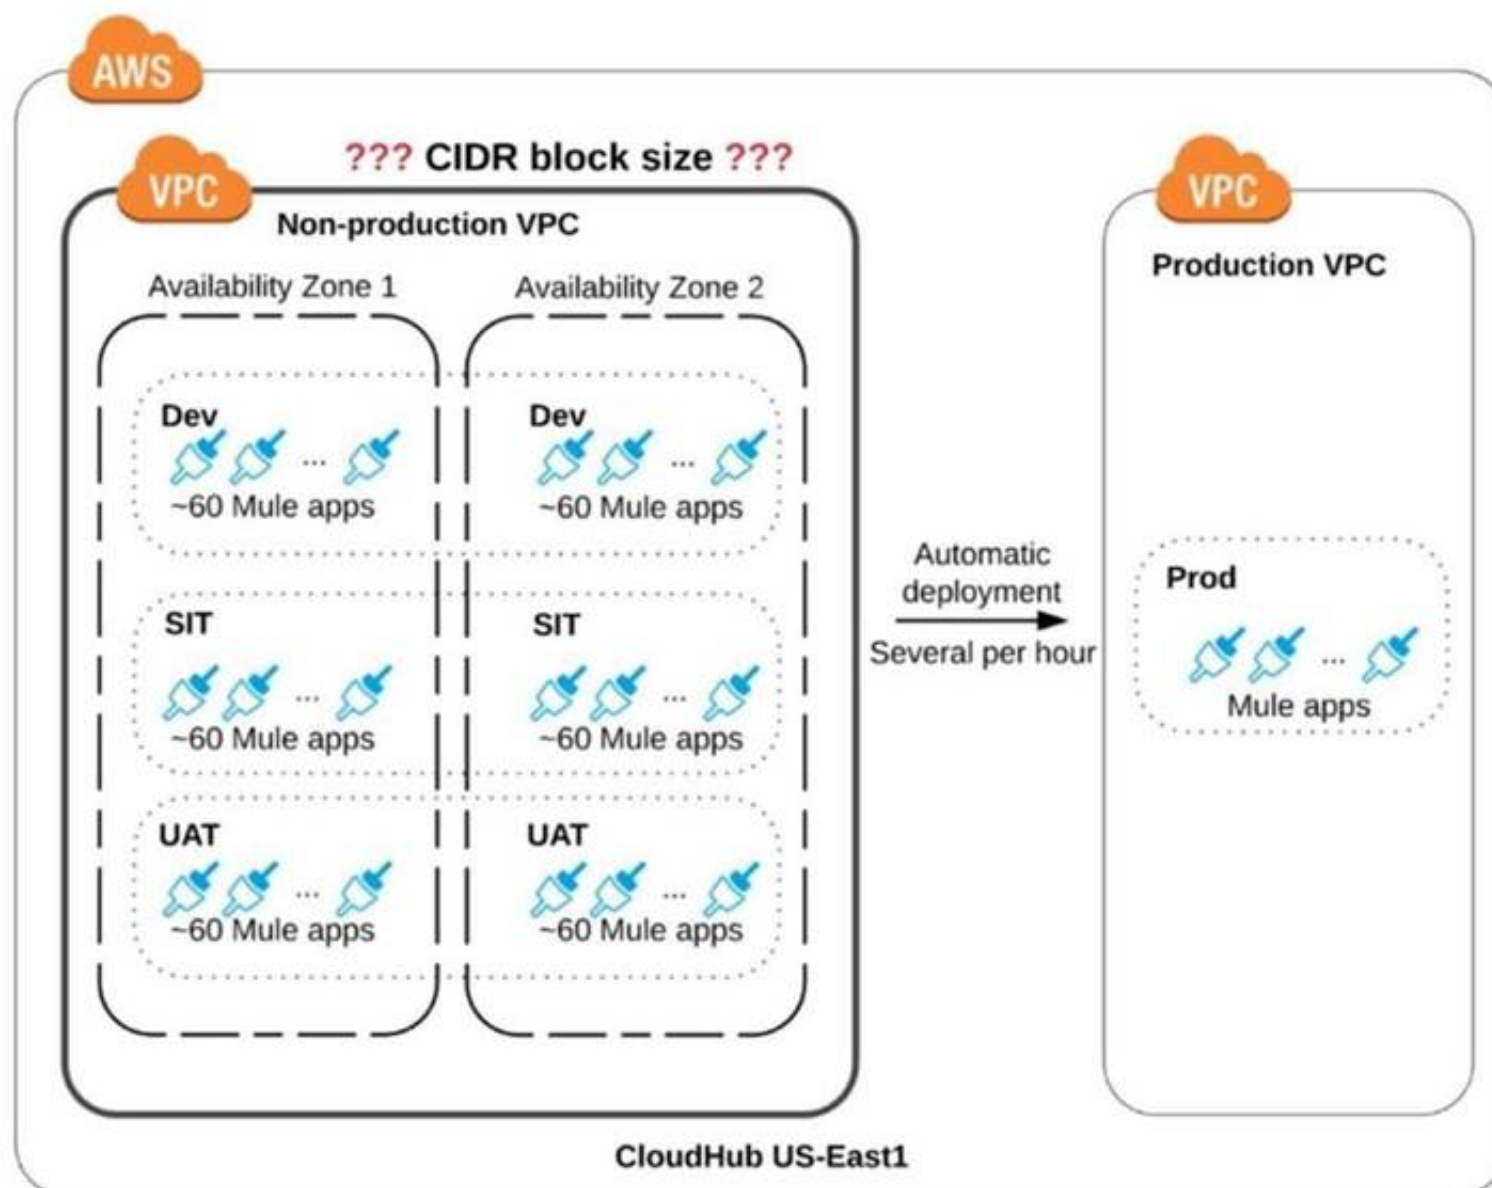 AWS
??? CIDR block size ???
VPC
VPC
Non-production VPC
Production VPC
Availability Zone 1
Availability Zone 2
Dev
Dev
...
...
~60 Mule apps
~60 Mule apps
Automatic
deployment
Several per hour
SIT
SIT
...
...
~60 Mule apps
~60 Mule apps
Prod
...
Mule apps
UAT
UAT
...
...
~60 Mule apps
~60 Mule apps
CloudHub US-East1